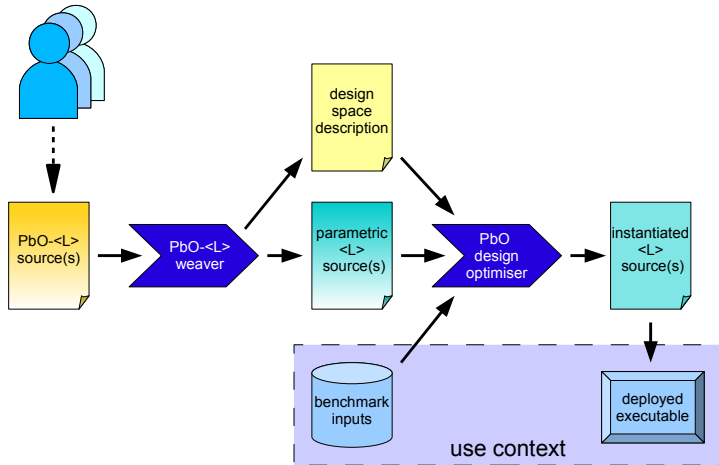 design
space
description
PbO-<L>
source(s)
PbO-<L>
weaver
parametric
<L>
source(s)
PbO
design
optimiser
instantiated
<L>
source(s)
benchmark
inputs
deployed
executable
use context